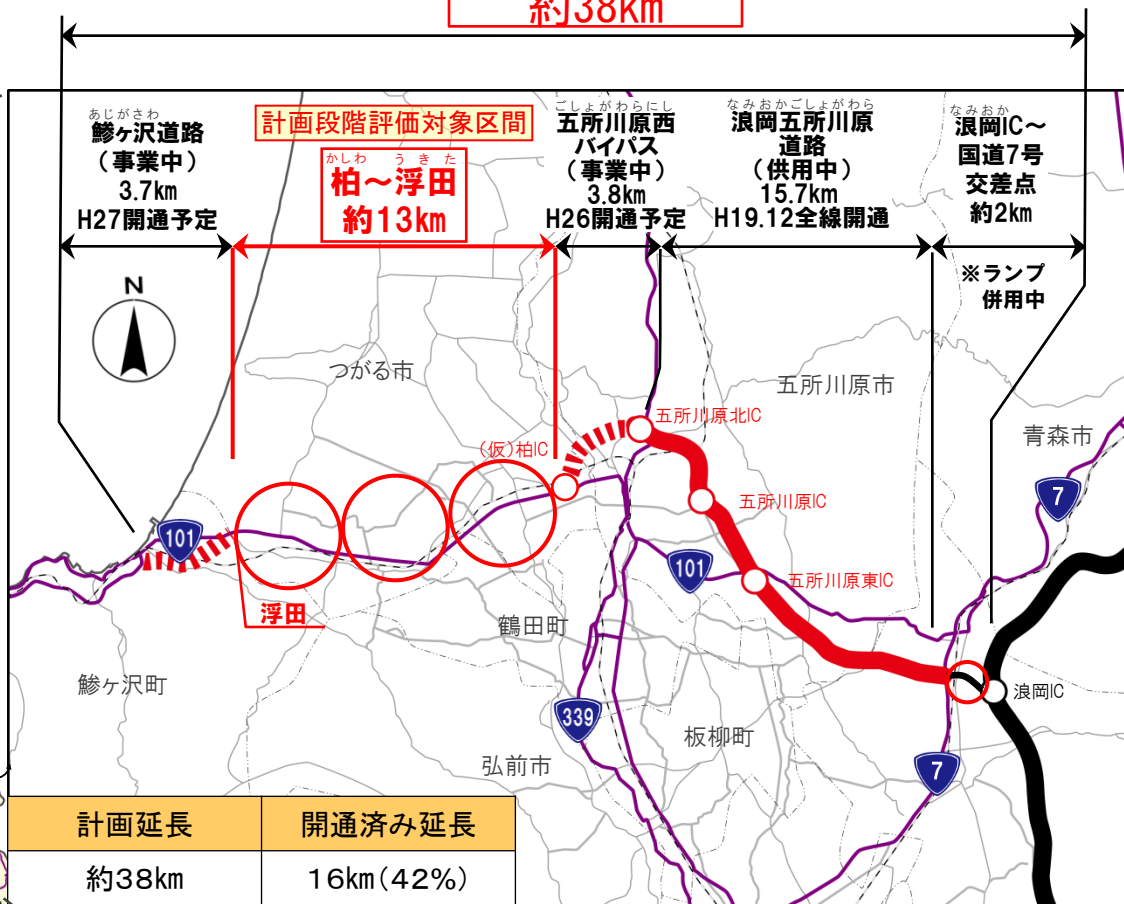 約38km
あじがさわ
鰺ヶ沢道路
（事業中）
3.7km
H27開通予定
計画段階評価対象区間
かしわ うきた
柏～浮田
約13km
ごしょがわらにし
五所川原西
バイパス
（事業中）
3.8km
H26開通予定
なみおかごしょがわら
浪岡五所川原
道路
（供用中）
15.7km
H19.12全線開通
なみおか
浪岡IC～
国道7号
交差点
約2km
※ランプ
併用中
N
つがる市
五所川原市
五所川原北IC
青森市
(仮)柏IC
7
五所川原IC
101
101
五所川原東IC
浮田
鶴田町
鰺ヶ沢町
浪岡IC
339
板柳町
弘前市
7
計画延長 開通済み延長
約38km 16km(42%)